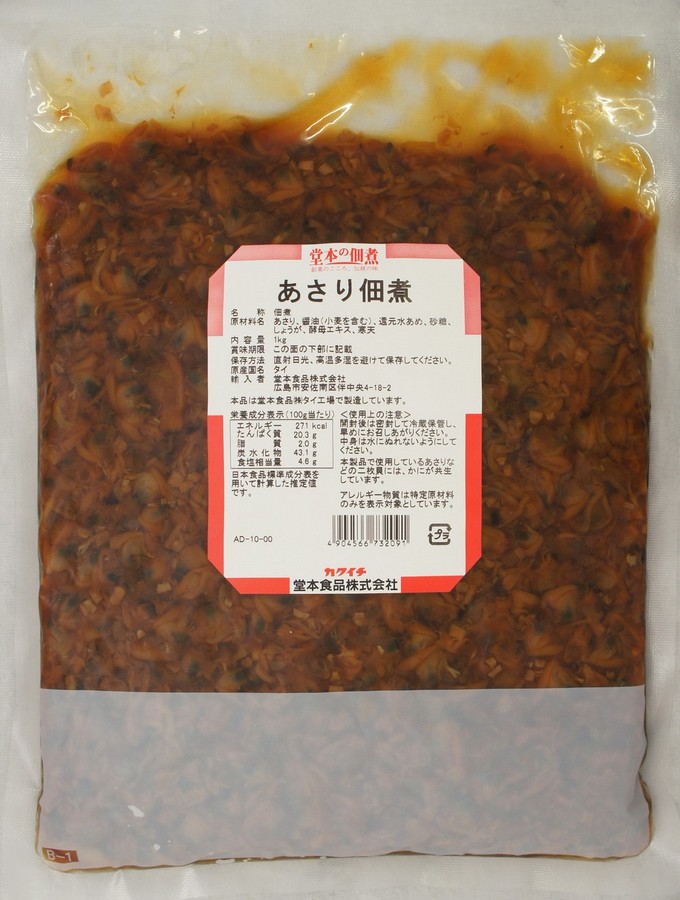 堂本の佃煮
創業のこころ、伝統の味
あさり佃煮
名　　称　佃煮
原材料名　あさり、醤油(小麦を含む)、還元水あめ、砂糖、
しょうが、酵母エキス、寒天
内 容 量　1kg
賞味期限　この面の下部に記載
保存方法　直射日光、高温多湿を避けて保存してください。
原産国名　タイ
輸 入 者　堂本食品株式会社
広島市安佐南区伴中央4-18-2
本品は堂本食品㈱タイ工場で製造しています。
栄養成分表示(100g当たり)
エネルギー　271 kcal
たんぱく質　20.3 g
脂　　質　2.0 g
炭水化物　43.1 g
食塩相当量　4.6 g
日本食品標準成分表を
用いて計算した推定値
です。
＜使用上の注意＞
開封後は密封して冷蔵保管し、
早めにお召しあがりください。
中身は水にぬれないようにして
ください。
本製品で使用しているあさりな
どの二枚貝には、かにが共生
しています。
アレルギー物質は特定原材料
のみを表示対象としています。
AD-10-00
4 904566 732091
プラ
カクイチ
堂本食品株式会社
B-1